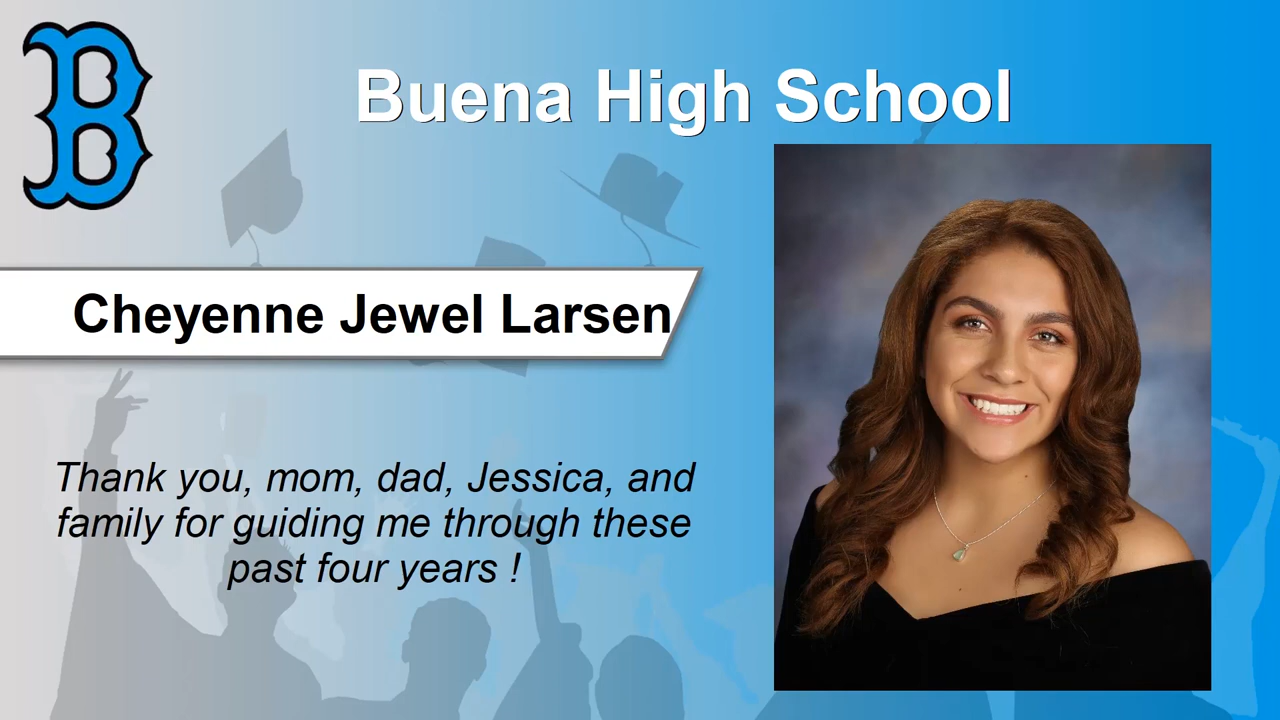 B
Buena High School
Cheyenne Jewel Larsen
Thank you, mom, dad, Jessica, and
family for guiding me through these
past four years !